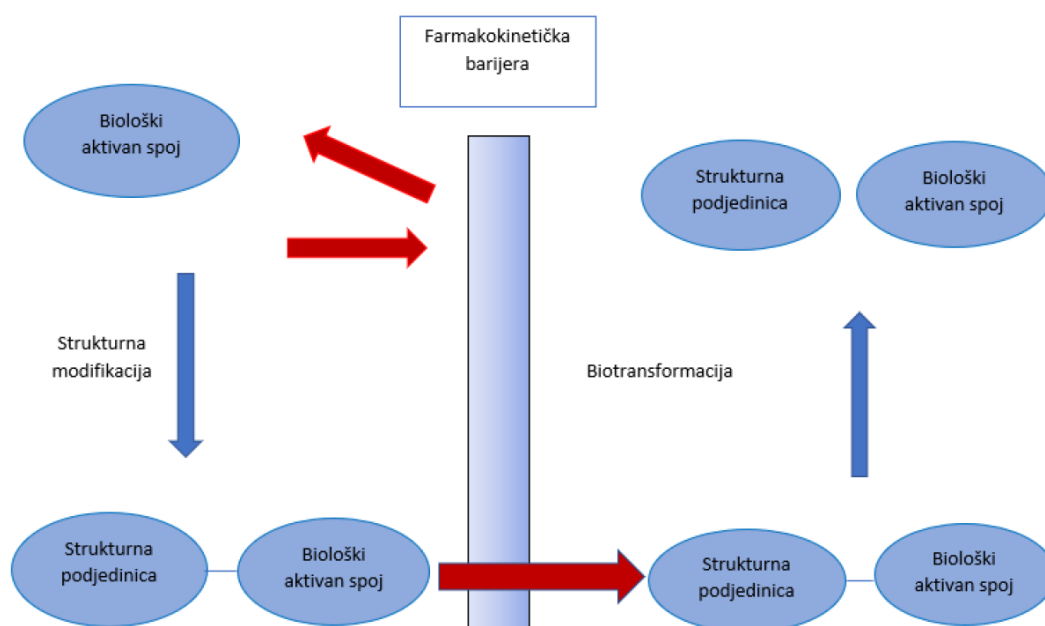 Farmakokinetička
barijera
Biološki
aktivan spoj
Strukturna
podjedinica
Biološki
aktivan spoj
Strukturna
modifikacija
Biotransformacija
Strukturna
podjedinica
Biološki
aktivan spoj
Strukturna
podjedinica
Biološki
aktivan spoj